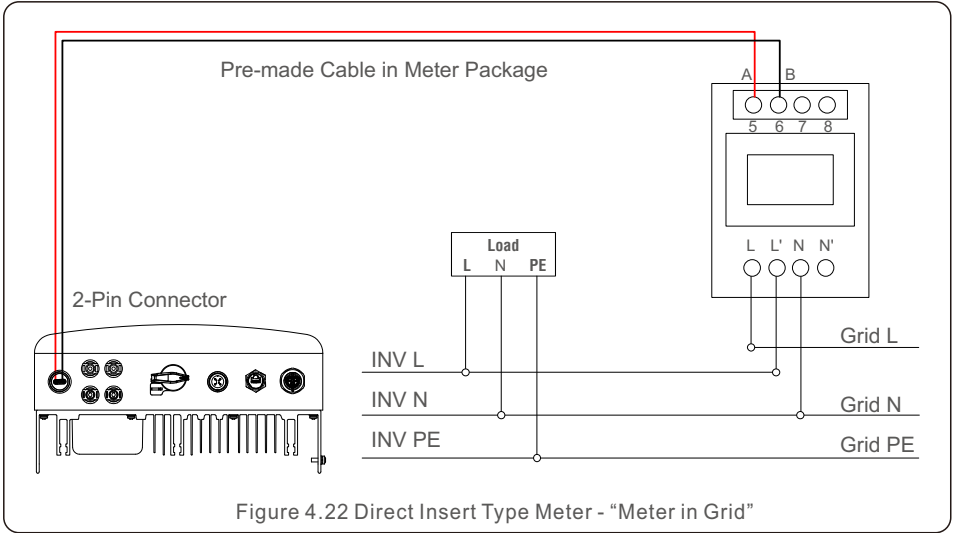 Pre-made Cable in Meter Package
A B
5 6 7 8
Load
L N PE
L L' N N'
2-Pin Connector
Grid L
INV L
INV N
Grid N
INV PE
Grid PE
Figure 4.22 Direct Insert Type Meter - “Meter in Grid”